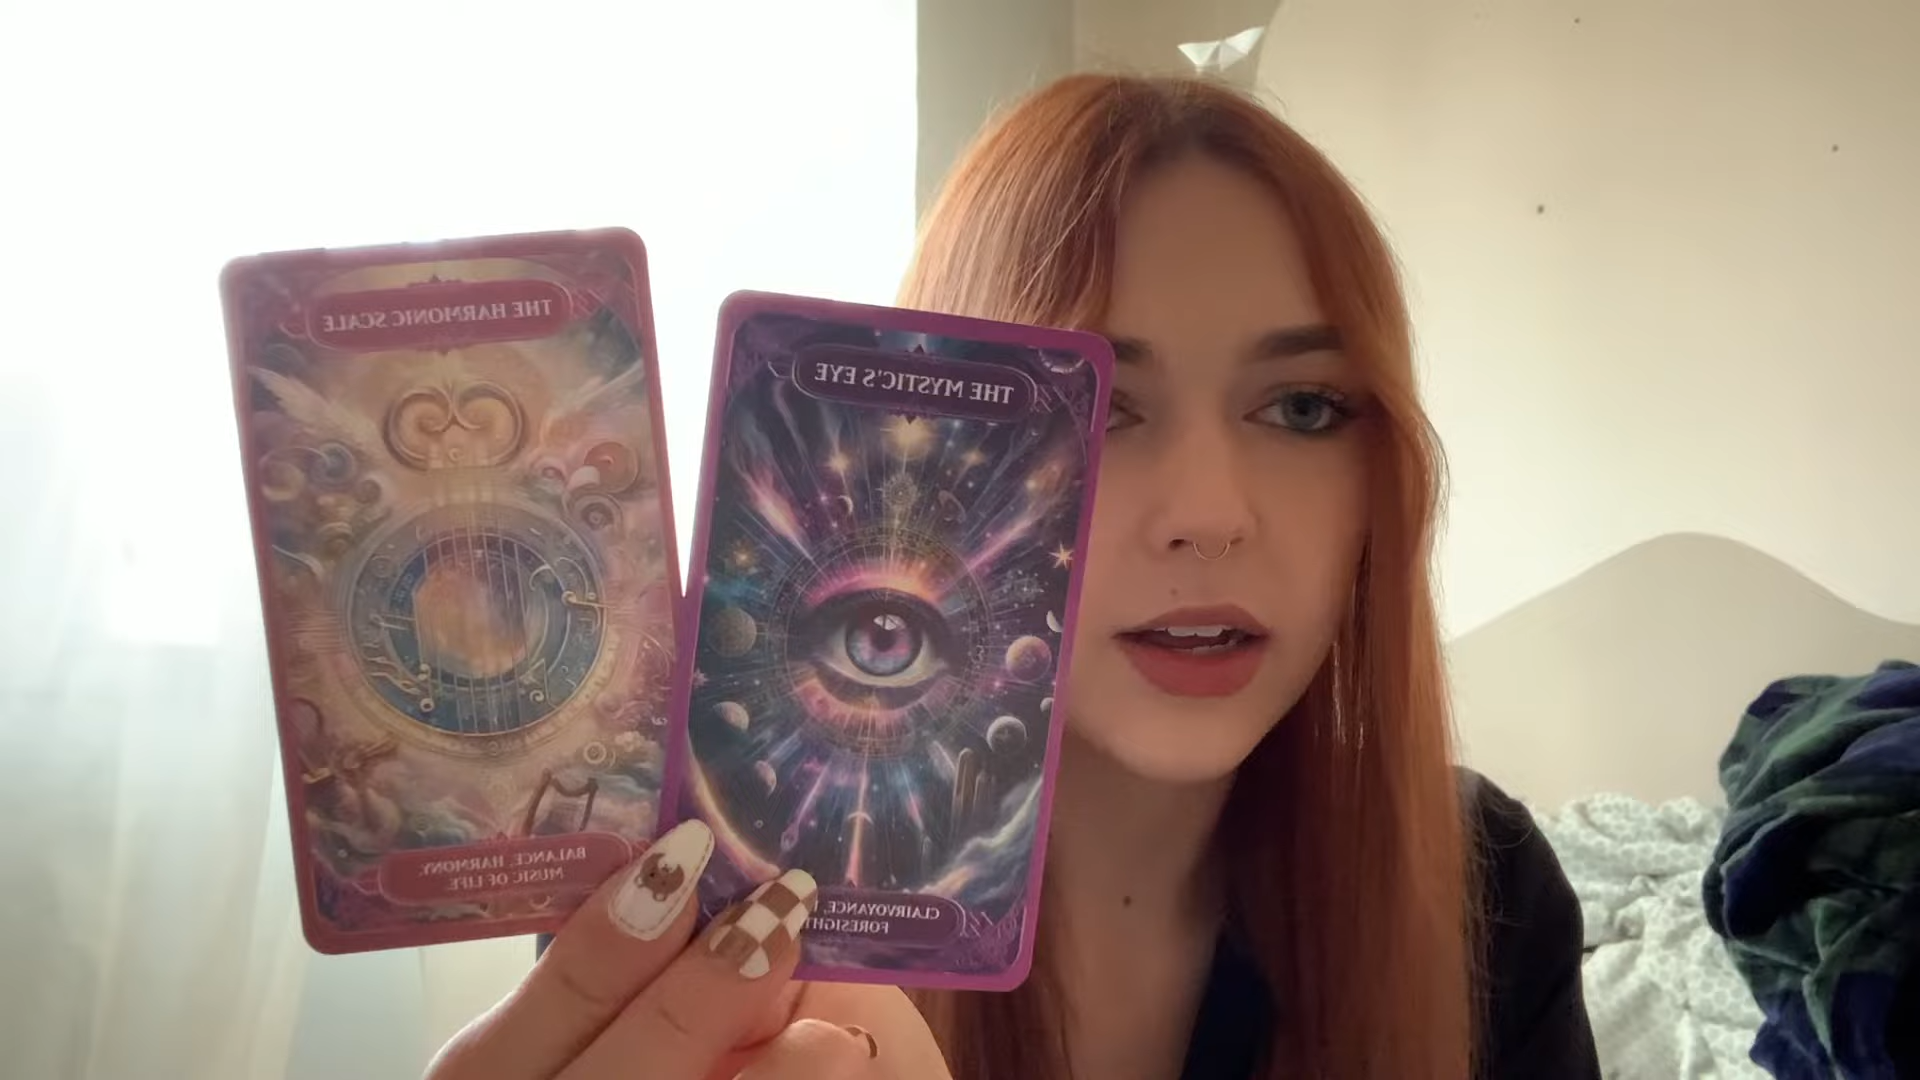 THE HARMONIC SCALE
BALANCE, HARMONY,
MUSIC OF LIFE
THE MYSTIC'S EYE
CLAIRVOYANCE,
FORESIGHT